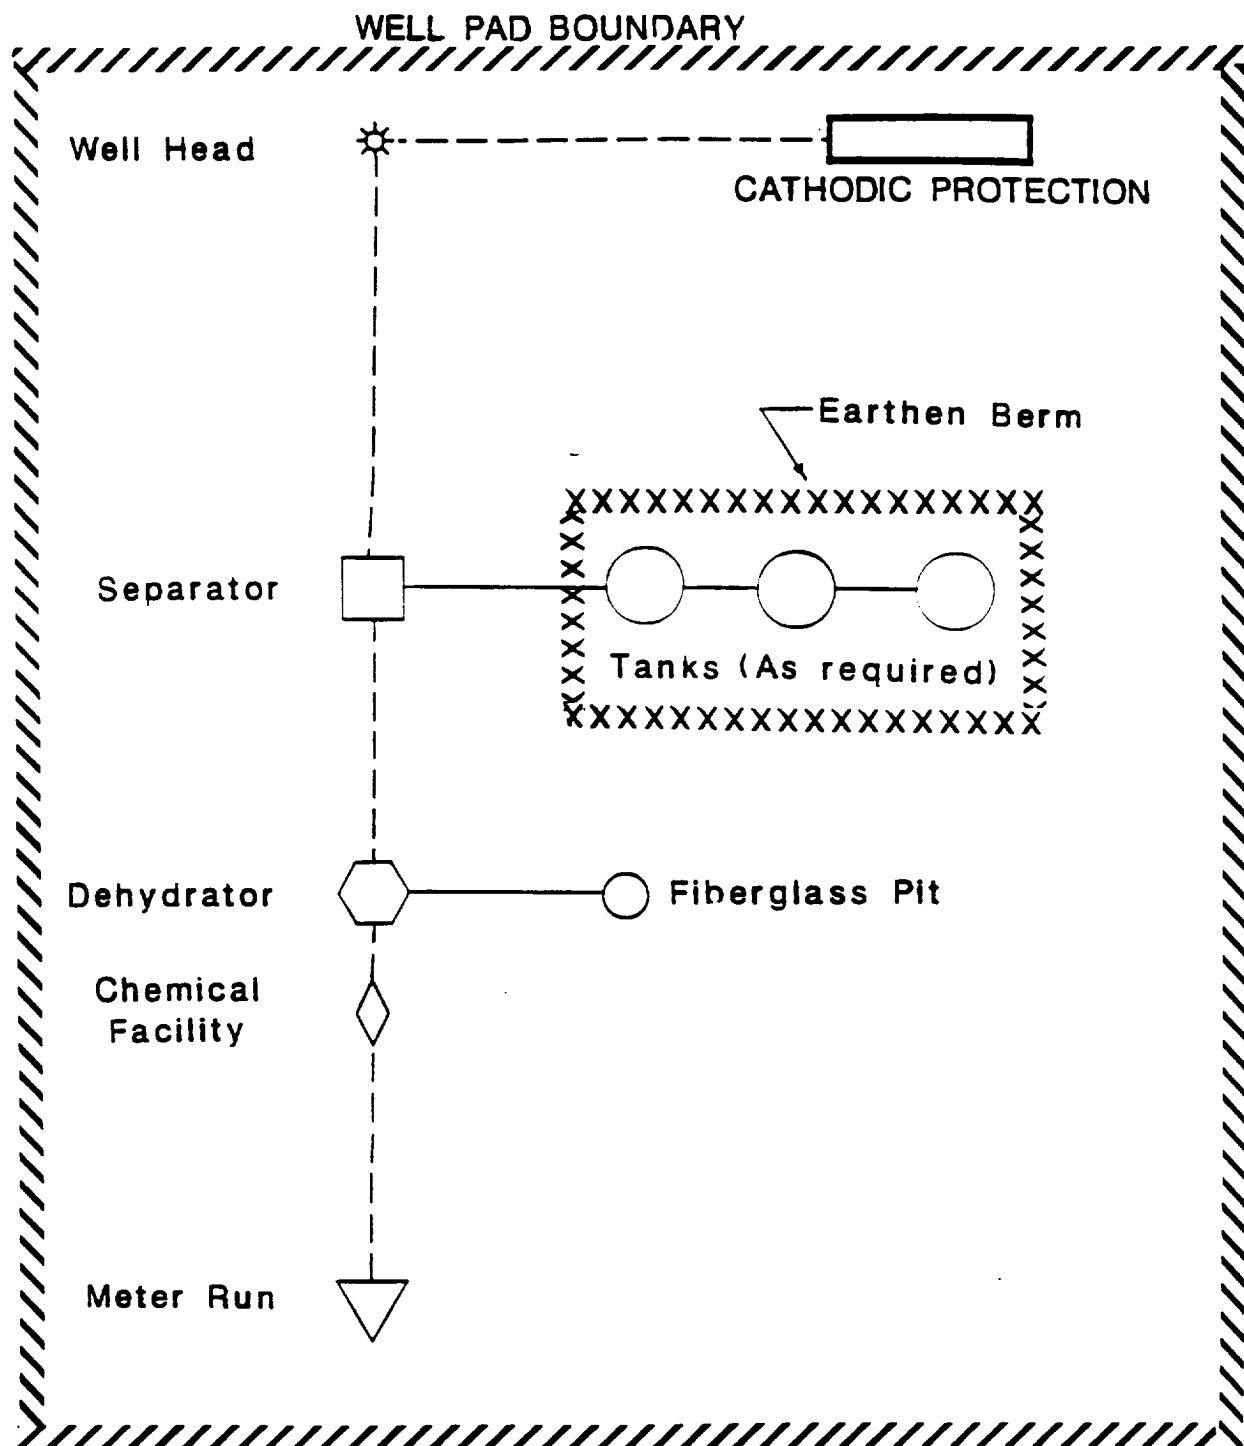 WELL PAD BOUNDARY
Well Head
CATHODIC PROTECTION
Earthen Berm
Separator
Tanks (As required)
Dehydrator
Fiberglass Pit
Chemical
Facility
Meter Run